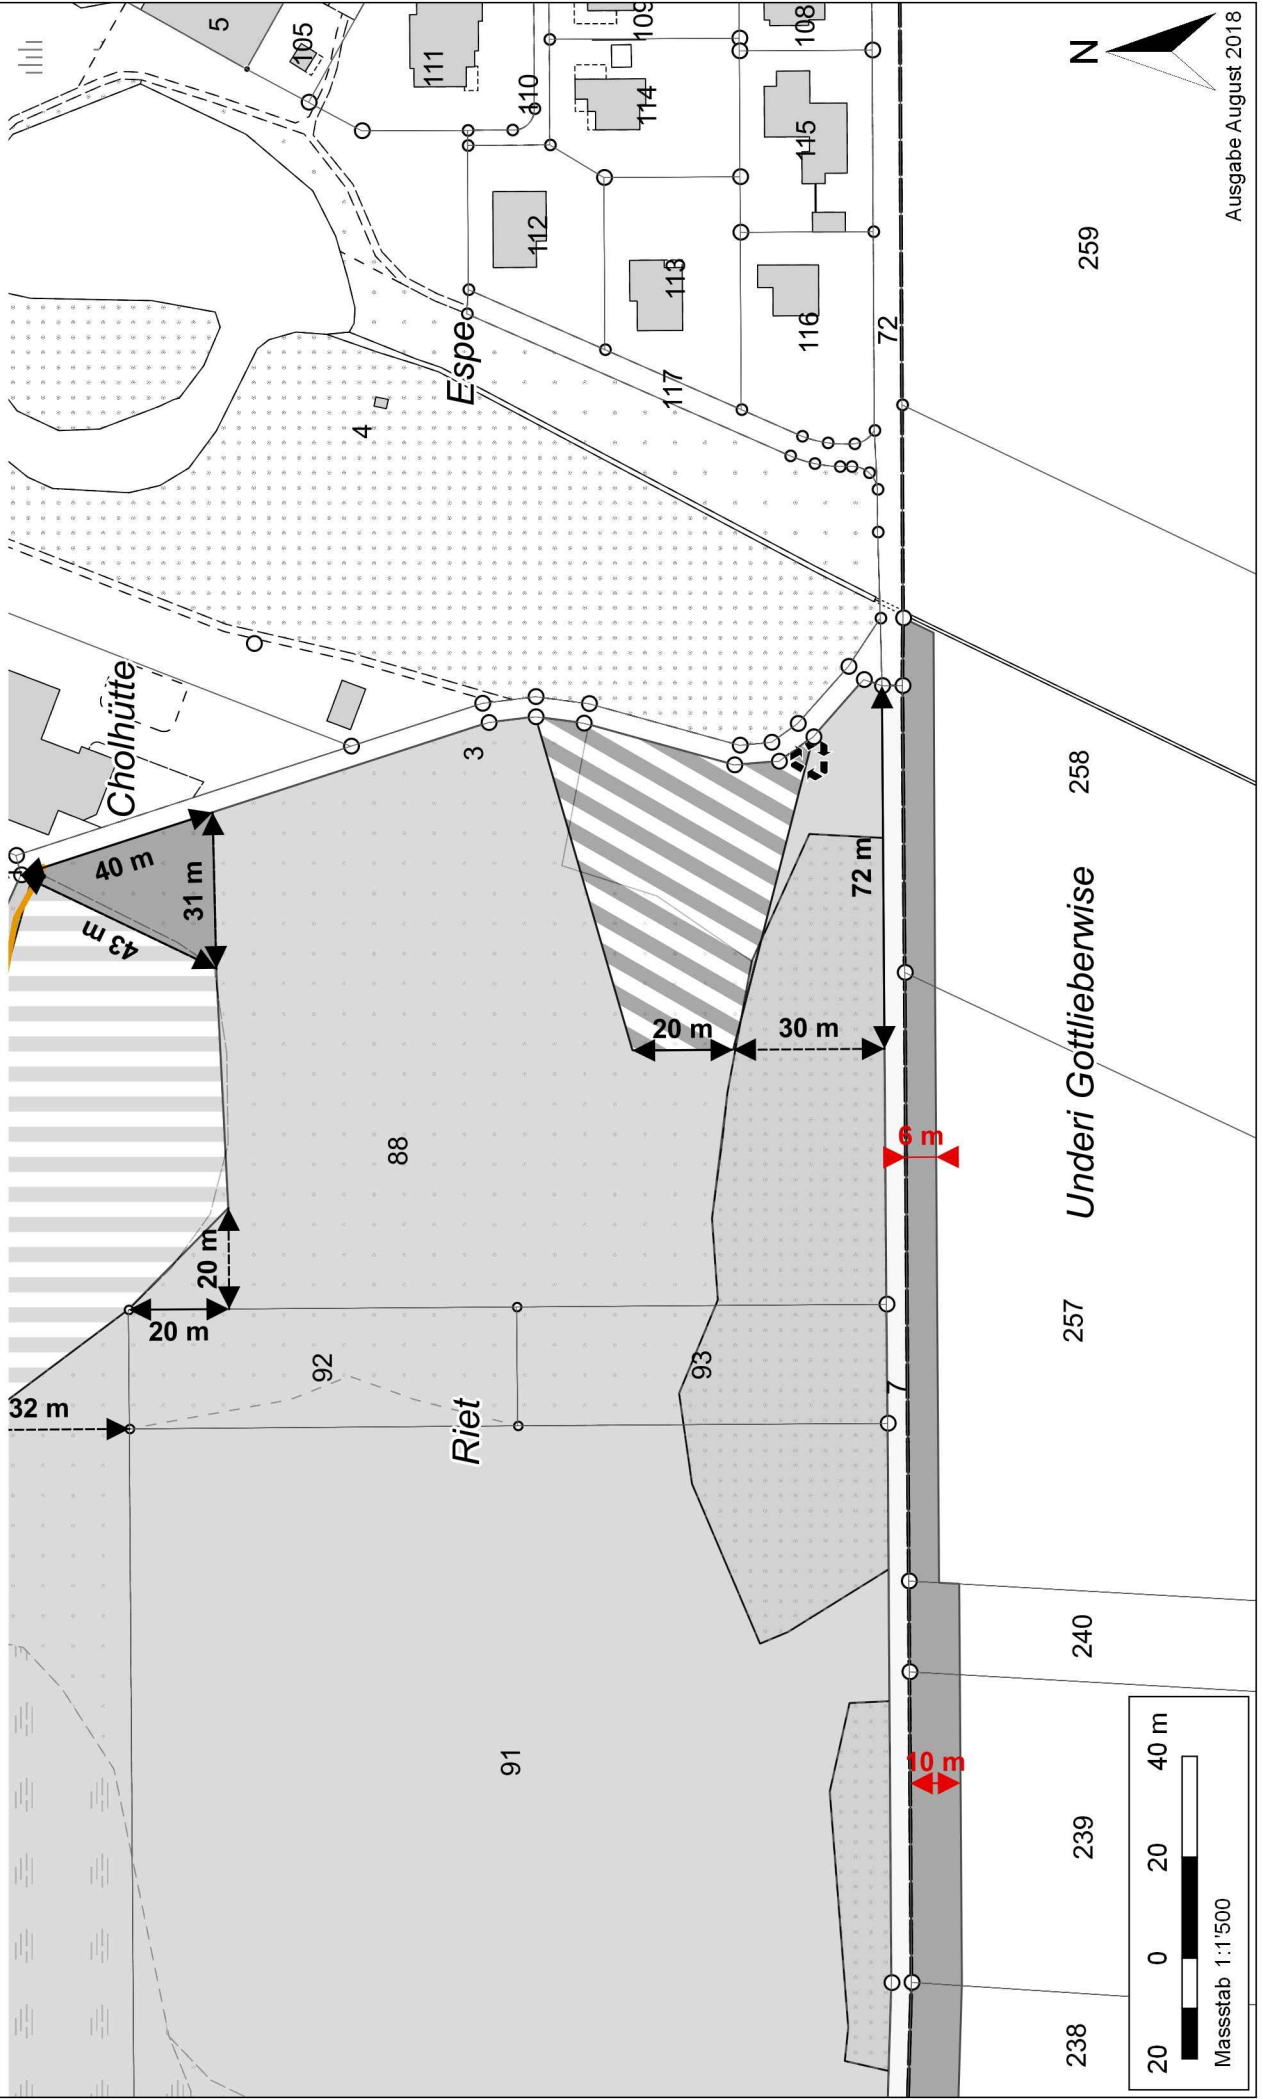 5
105
111
110
109
108
N
Ausgabe August 2018
114
115
112
113
116
259
72
Espe
117
4
Cholhütte
3
40 m
31 m
43 m
72 m
258
Underi Gottlieberwise
20 m
30 m
88
6 m
20 m
20 m
92
93
257
7
32 m
Riet
91
240
10 m
239
238
20 0 20 40 m
Massstab 1:1'500